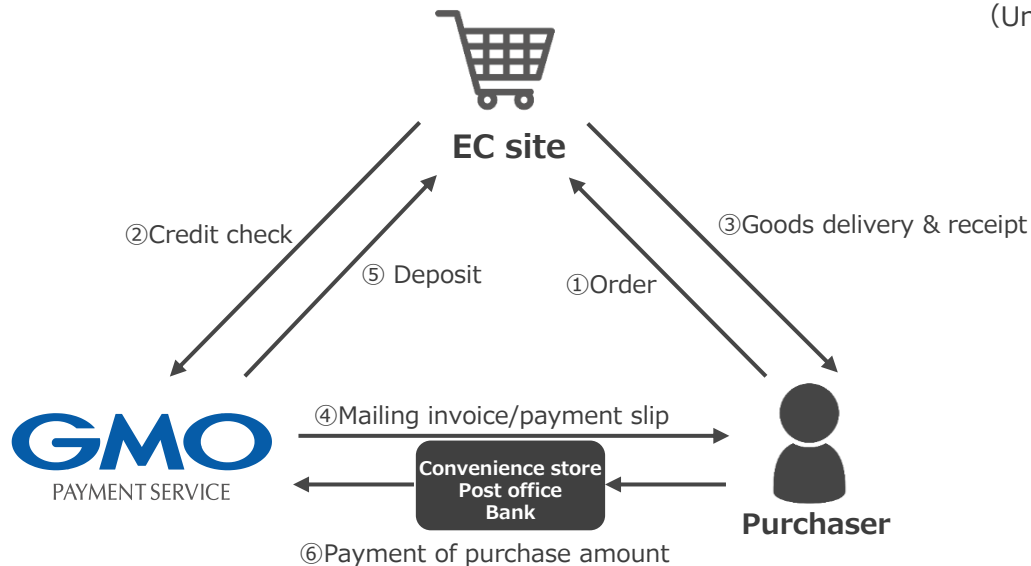 (Un
EC site
②Credit check
③Goods delivery & receipt
⑤ Deposit
①Order
GMO
PAYMENT SERVICE
④Mailing invoice/payment slip
Convenience store
Post office
Bank
Purchaser
⑥Payment of purchase amount